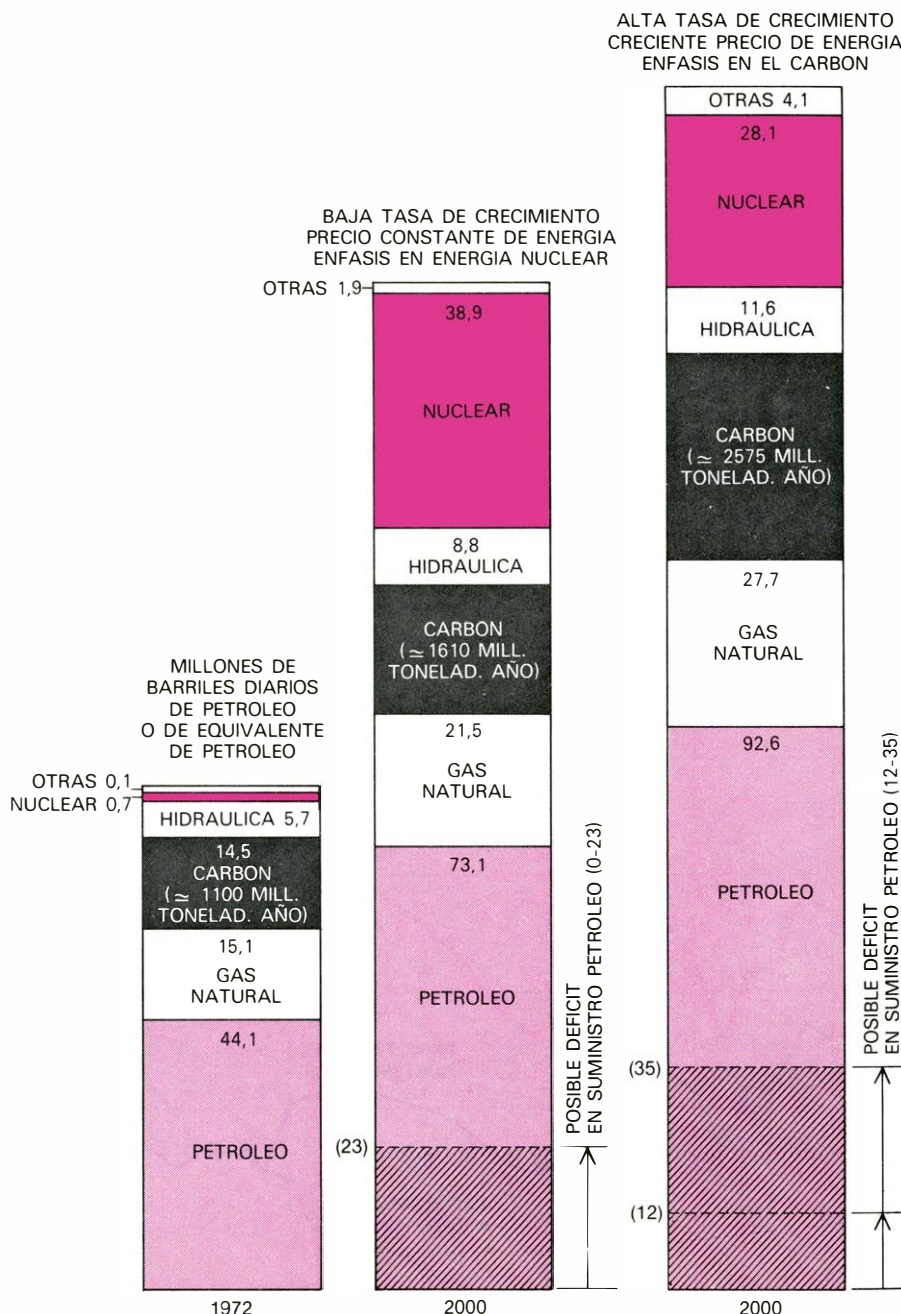 ALTA TASA DE CRECIMIENTO
CRECIENTE PRECIO DE ENERGIA
ENFASIS EN EL CARBON
OTRAS 4,1
28,1
NUCLEAR
11,6
HIDRAULICA
CARBON
(≃ 2575 MILL.
TONELAD. AÑO)
27,7
GAS
NATURAL
92,6
PETROLEO
(35)
(12)
POSIBLE DEFICIT
EN SUMINISTRO PETROLEO (12-35)
2000
BAJA TASA DE CRECIMIENTO
PRECIO CONSTANTE DE ENERGIA
ENFASIS EN ENERGIA NUCLEAR
OTRAS 1,9
38,9
NUCLEAR
8,8
HIDRAULICA
CARBON
(≃ 1610 MILL.
TONELAD. AÑO)
21,5
GAS
NATURAL
73,1
PETROLEO
(23)
POSIBLE DEFICIT
EN SUMINISTRO PETROLEO (0-23)
2000
MILLONES DE
BARRILES DIARIOS
DE PETROLEO
O DE EQUIVALENTE
DE PETROLEO
OTRAS 0,1
NUCLEAR 0,7
HIDRAULICA 5,7
14,5
CARBON
(≃ 1100 MILL.
TONELAD. AÑO)
15,1
GAS
NATURAL
44,1
PETROLEO
1972